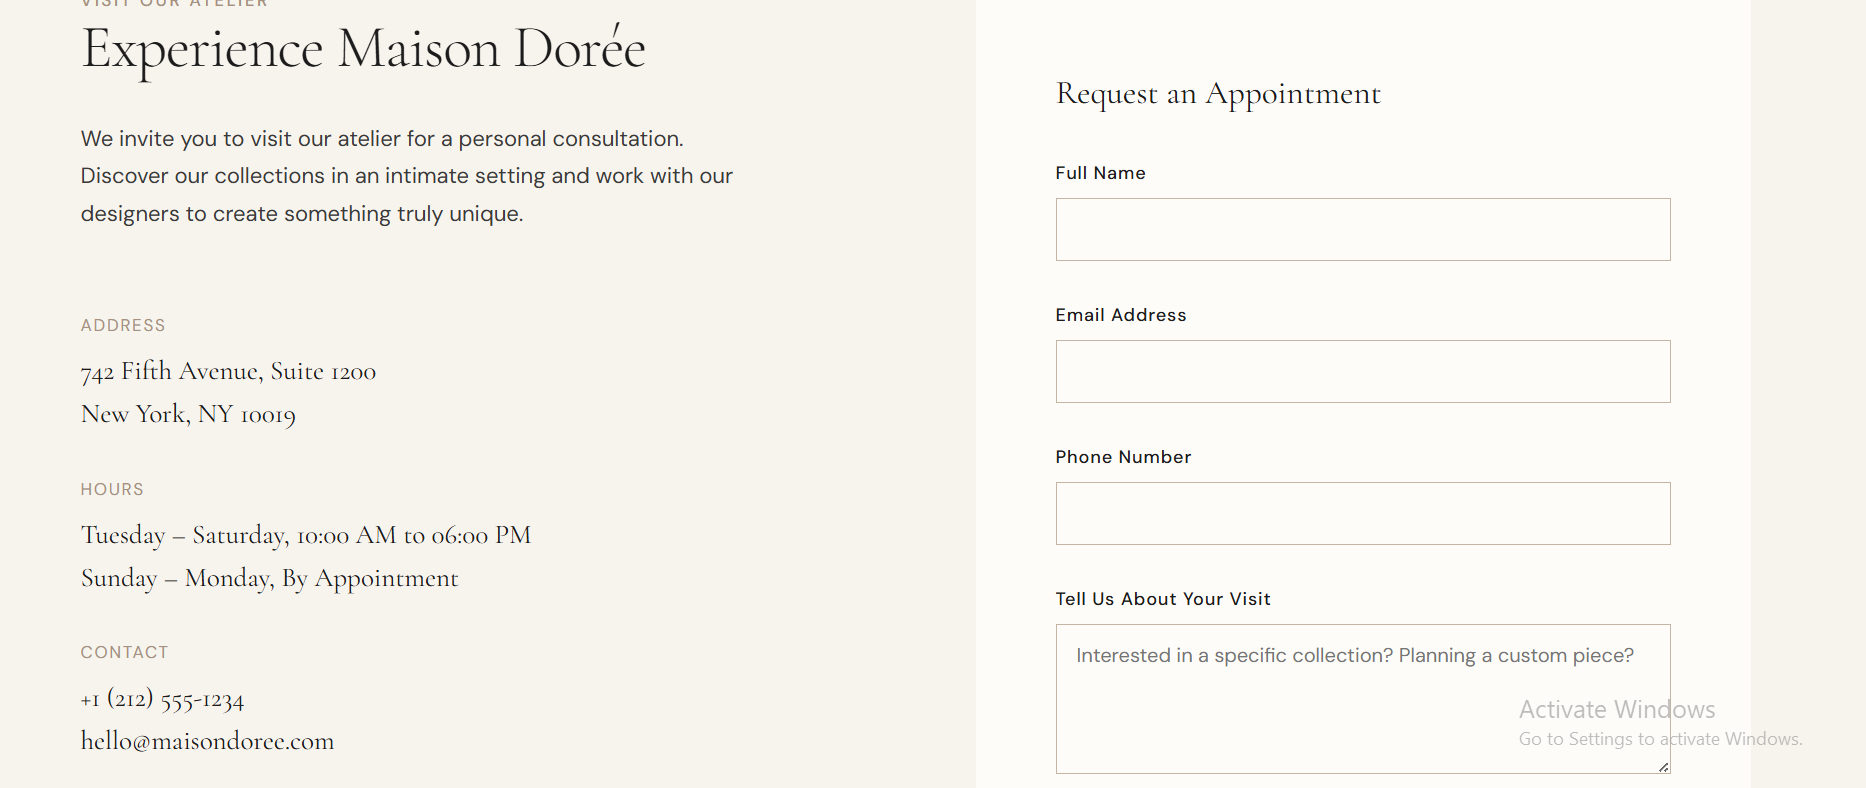 VISIT OUR ATELIER
Experience Maison Dorée
We invite you to visit our atelier for a personal consultation.
Discover our collections in an intimate setting and work with our
designers to create something truly unique.
ADDRESS
742 Fifth Avenue, Suite 1200
New York, NY 10019
HOURS
Tuesday – Saturday, 10:00 AM to 06:00 PM
Sunday – Monday, By Appointment
CONTACT
+1 (212) 555-1234
hello@maisondoree.com
Request an Appointment
Full Name
Email Address
Phone Number
Tell Us About Your Visit
Interested in a specific collection? Planning a custom piece?
Activate Windows
Go to Settings to activate Windows.